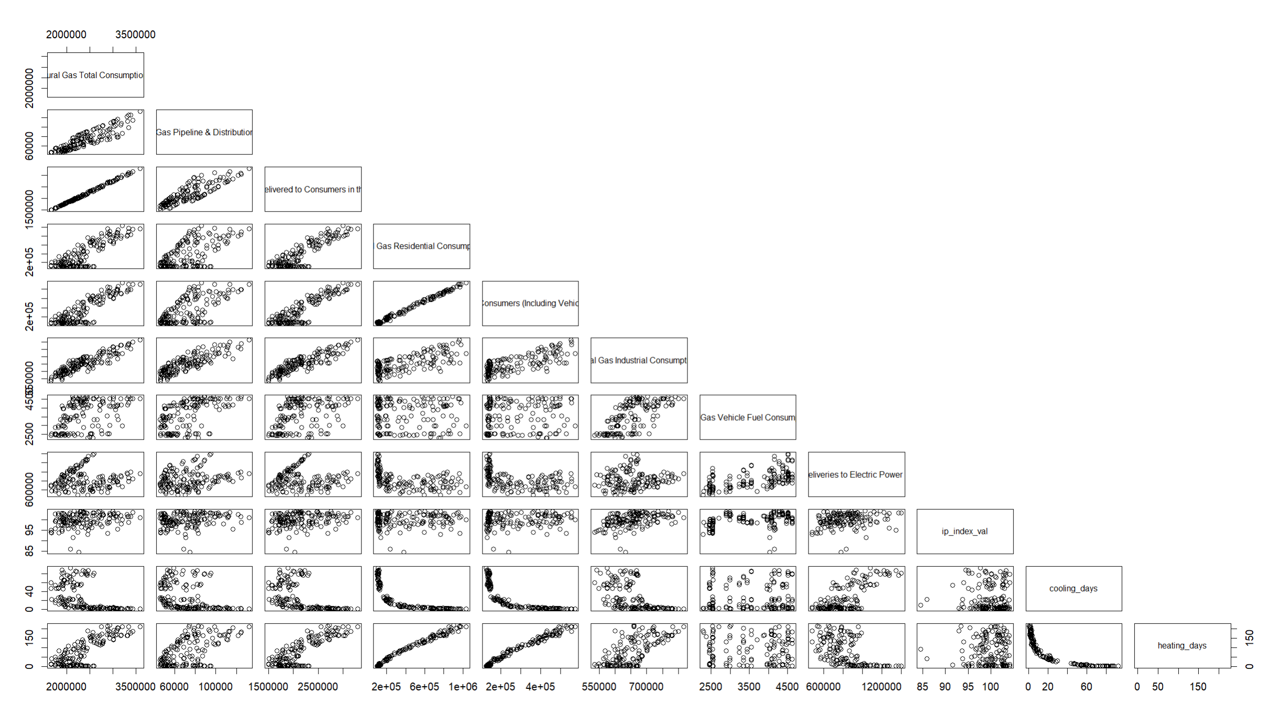 2000000 3500000
2000000
ural Gas Total Consumptio
60000
Gas Pipeline & Distribution
1500000
elivered to Consumers in th
2e+05
Gas Residential Consump
2e+05
Consumers (Including Vehic
al Gas Industrial Consumpt
2500
Gas Vehicle Fuel Consum
600000
eliveries to Electric Power
85 95
ip_index_val
0 40
cooling_days
0 150
heating_days
0 150
2000000 3500000
60000 100000
1500000 2500000
2e+05 6e+05 1e+06
2e+05 4e+05
550000 700000
2500 3500 4500
600000 1200000
85 90 95 100
0 20 60
0 50 150